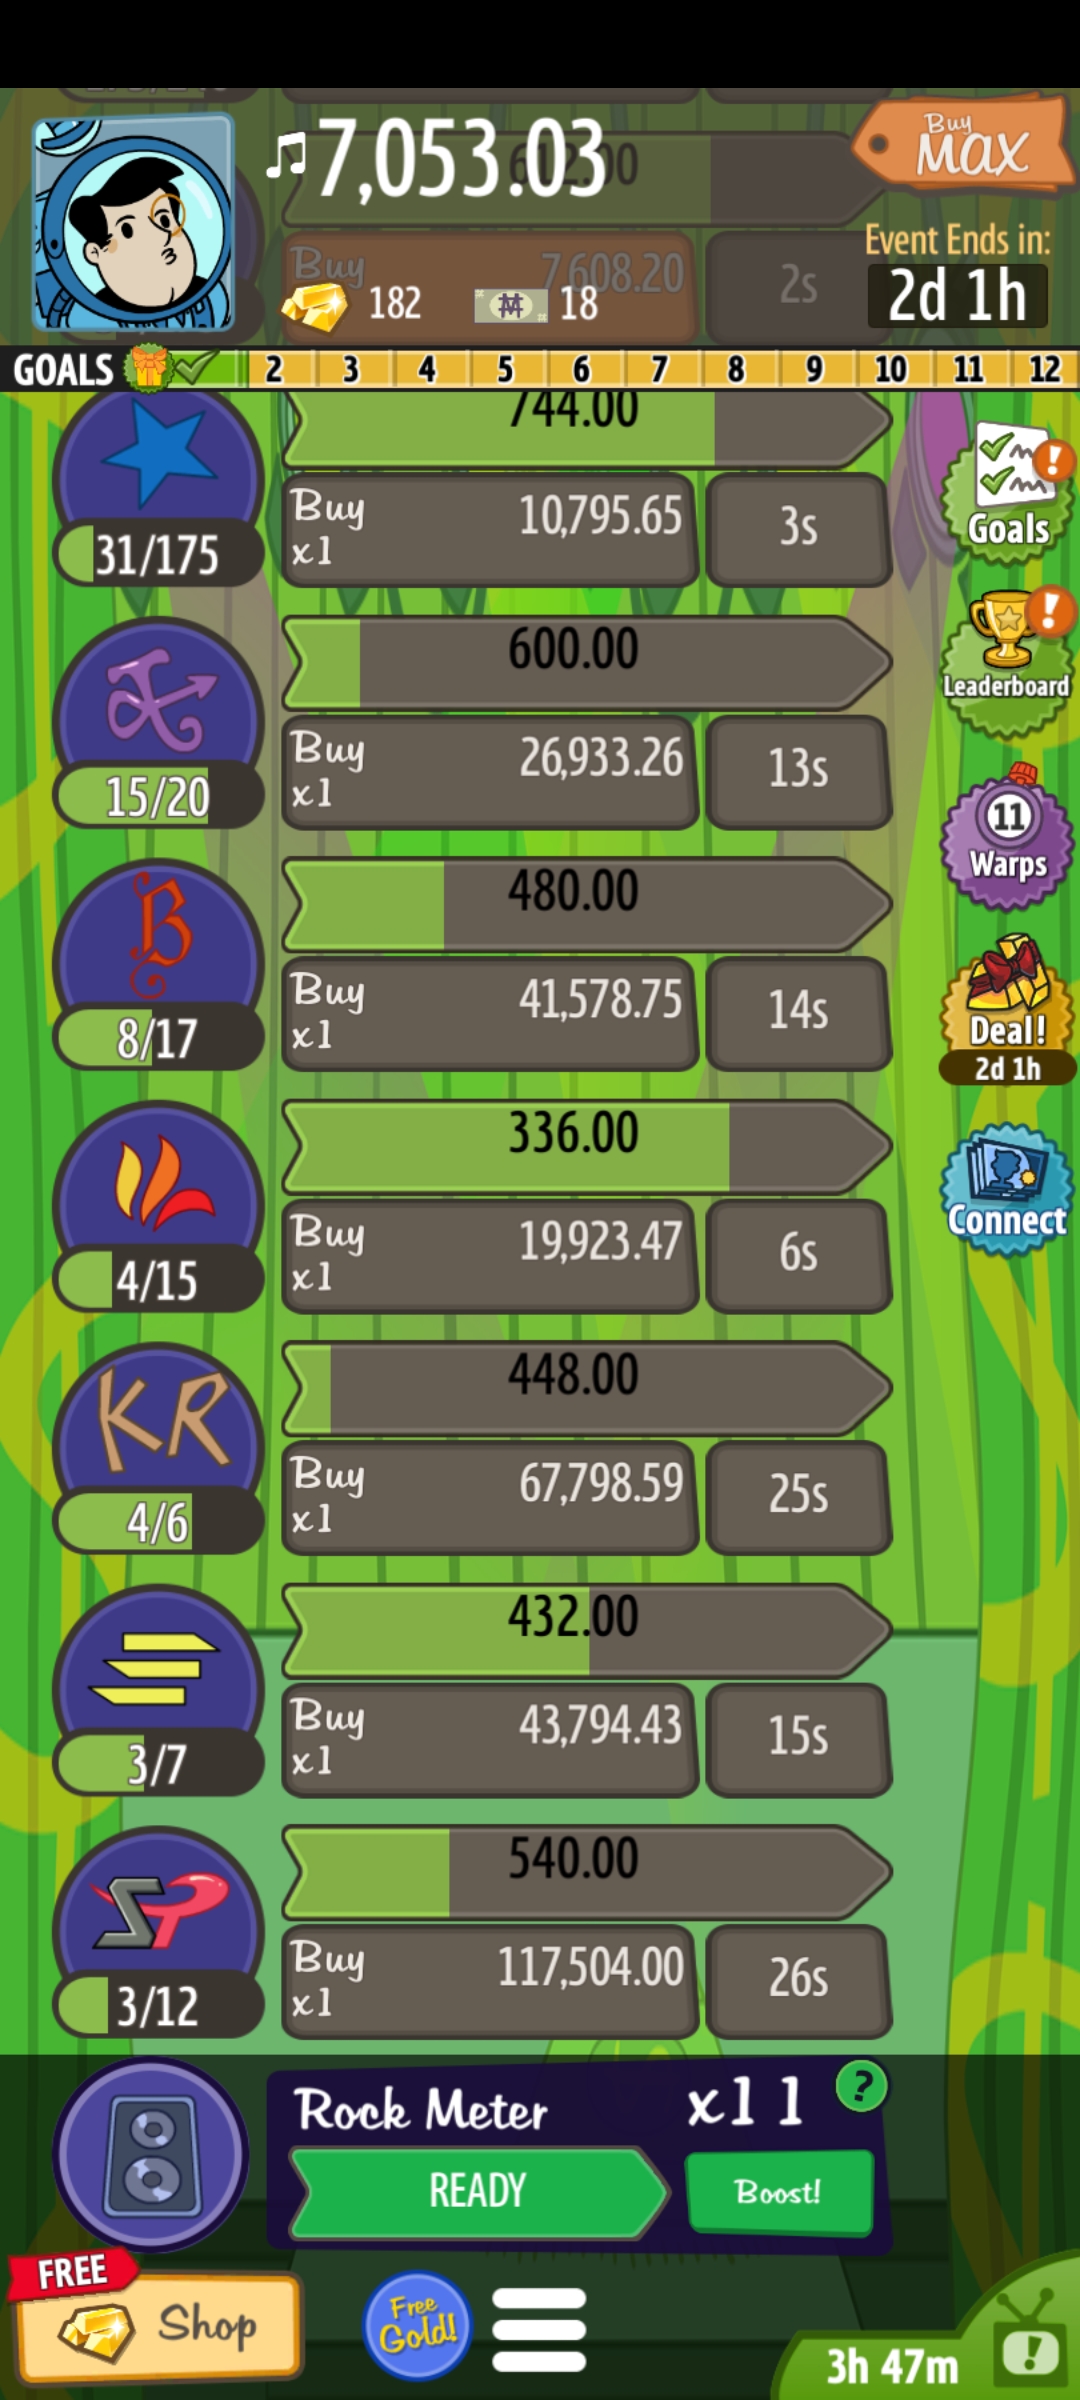 7,053.03
612.00
Buy
MAX
Event Ends in:
2d 1h
Buy
7,608.20
2s
182
18
GOALS 2 3 4 5 6 7 8 9 10 11 12
744.00
Buy
x1
10,795.65
3s
31/175
Goals
600.00
Buy
x1
26,933.26
13s
15/20
Leaderboard
480.00
Buy
x1
41,578.75
14s
B
8/17
11
Warps
Deal!
2d 1h
336.00
Buy
x1
19,923.47
6s
4/15
Connect
448.00
Buy
x1
67,798.59
25s
KR
4/6
432.00
Buy
x1
43,794.43
15s
3/7
540.00
Buy
x1
117,504.00
26s
SP
3/12
Rock Meter
x11
?
READY
Boost!
FREE
Shop
Free
Gold!
3h 47m